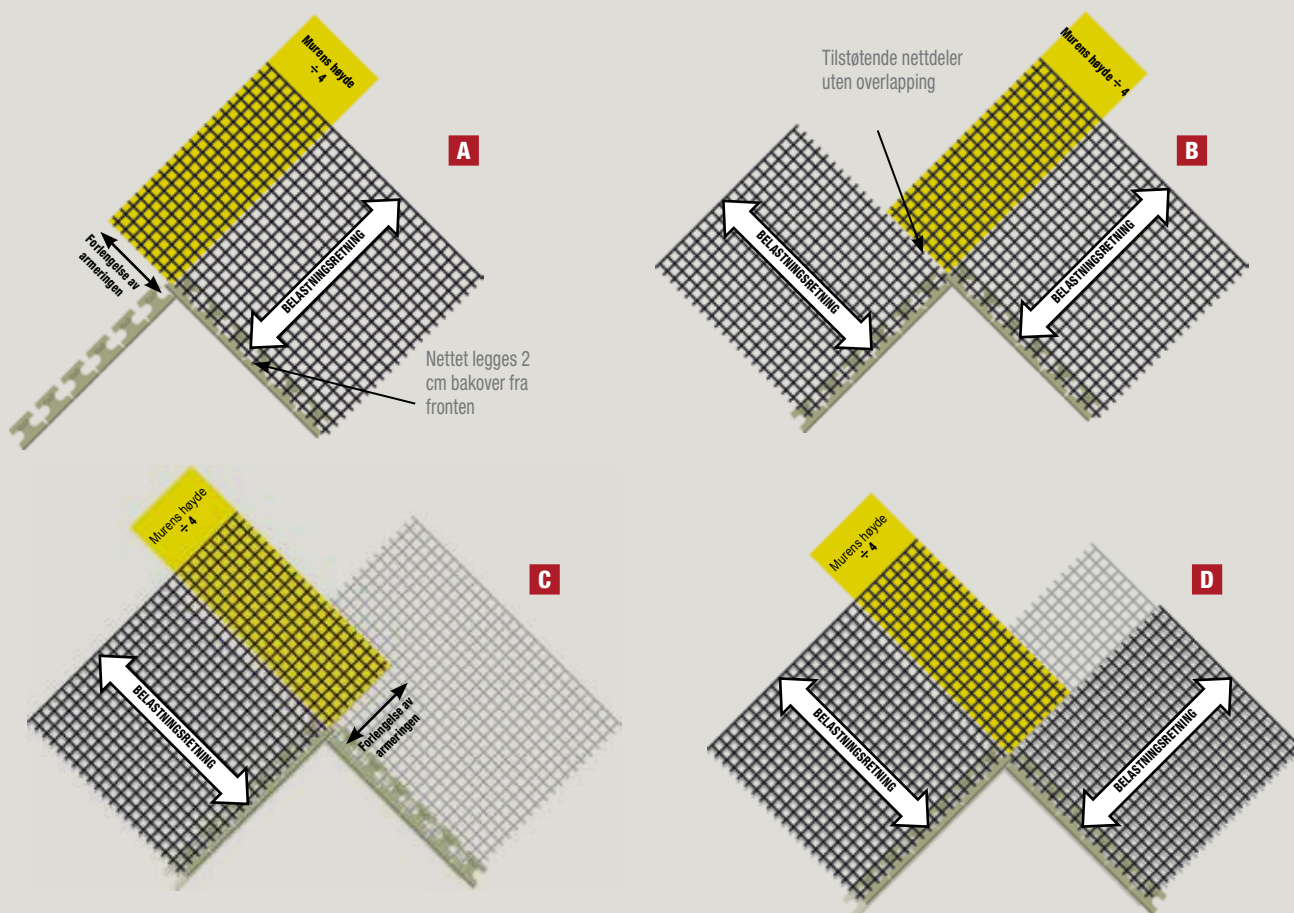 Murens høyde
÷ 4
A
Forlengelse av
armeringen
BELASTNINGSRETNING
Nettet legges 2
cm bakover fra
fronten
Tilstøtende nettdeler
uten overlapping
Murens høyde ÷ 4
B
BELASTNINGSRETNING
BELASTNINGSRETNING
Murens høyde
÷ 4
C
BELASTNINGSRETNING
Forlengelse av
armeringen
Murens høyde
÷ 4
D
BELASTNINGSRETNING
BELASTNINGSRETNING